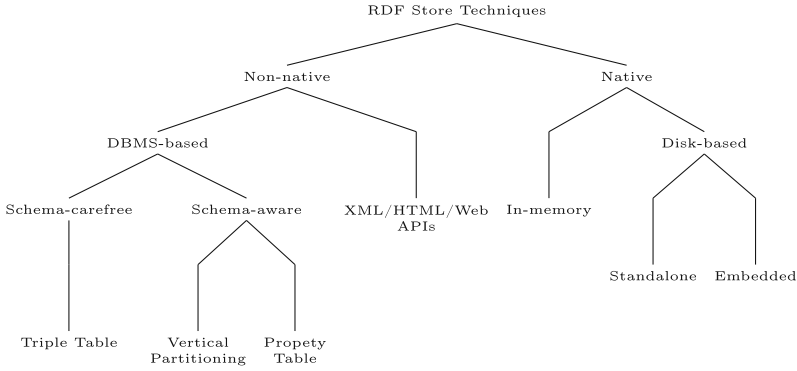 RDF Store Techniques
Non-native
Native
DBMS-based
Disk-based
Schema-carefree
Schema-aware
XML/HTML/Web
APIs
In-memory
Standalone
Embedded
Triple Table
Vertical
Partitioning
Propety
Table